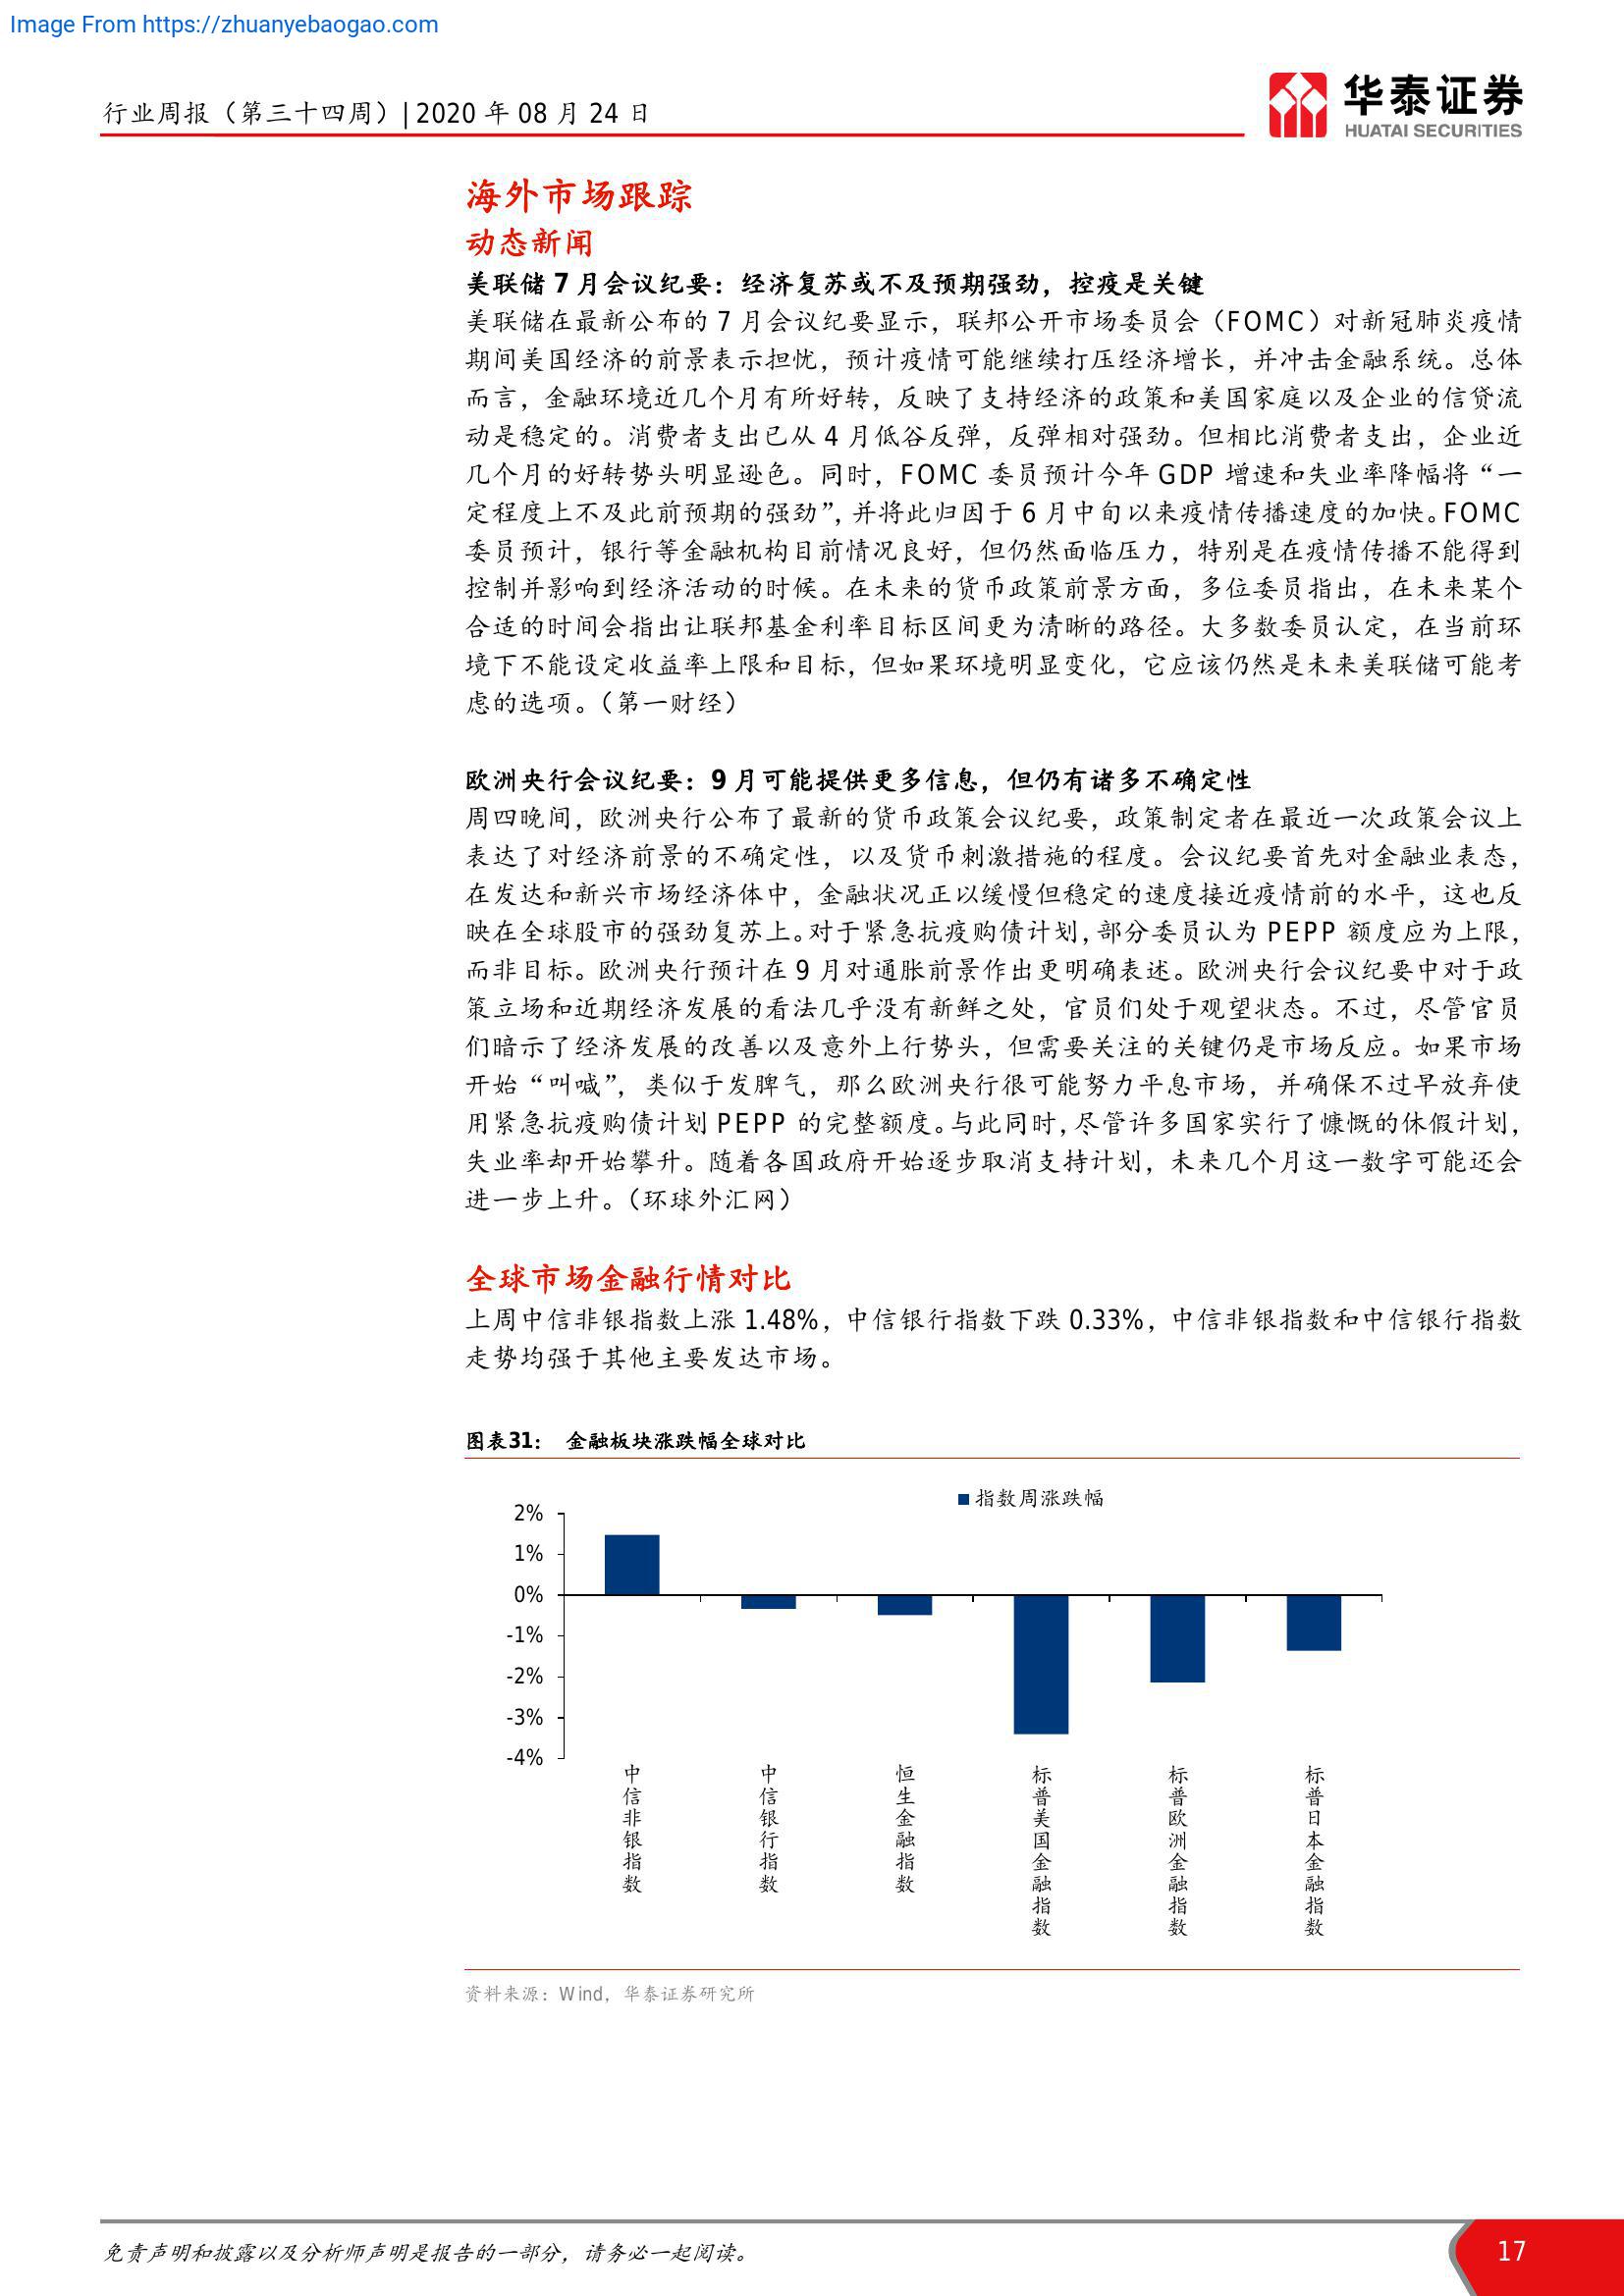 Image From https://zhuanyebaogao.com
行业周报（第三十四周）| 2020 年 08 月 24 日
华泰证券
HUATAI SECURITIES
海外市场跟踪
动态新闻
美联储 7 月会议纪要：经济复苏或不及预期强劲，控疫是关键
美联储在最新公布的 7 月会议纪要显示，联邦公开市场委员会（FOMC）对新冠肺炎疫情
期间美国经济的前景表示担忧，预计疫情可能继续打压经济增长，并冲击金融系统。总体
而言，金融环境近几个月有所好转，反映了支持经济的政策和美国家庭以及企业的信贷流
动是稳定的。消费者支出已从 4 月低谷反弹，反弹相对强劲。但相比消费者支出，企业近
几个月的好转势头明显逊色。同时，FOMC 委员预计今年 GDP 增速和失业率降幅将“一
定程度上不及此前预期的强劲”，并将此归因于 6 月中旬以来疫情传播速度的加快。FOMC
委员预计，银行等金融机构目前情况良好，但仍然面临压力，特别是在疫情传播不能得到
控制并影响到经济活动的时候。在未来的货币政策前景方面，多位委员指出，在未来某个
合适的时间会指出让联邦基金利率目标区间更为清晰的路径。大多数委员认定，在当前环
境下不能设定收益率上限和目标，但如果环境明显变化，它应该仍然是未来美联储可能考
虑的选项。（第一财经）
欧洲央行会议纪要：9 月可能提供更多信息，但仍有诸多不确定性
周四晚间，欧洲央行公布了最新的货币政策会议纪要，政策制定者在最近一次政策会议上
表达了对经济前景的不确定性，以及货币刺激措施的程度。会议纪要首先对金融业表态，
在发达和新兴市场经济体中，金融状况正以缓慢但稳定的速度接近疫情前的水平，这也反
映在全球股市的强劲复苏上。对于紧急抗疫购债计划，部分委员认为 PEPP 额度应为上限，
而非目标。欧洲央行预计在 9 月对通胀前景作出更明确表述。欧洲央行会议纪要中对于政
策立场和近期经济发展的看法几乎没有新鲜之处，官员们处于观望状态。不过，尽管官员
们暗示了经济发展的改善以及意外上行势头，但需要关注的关键仍是市场反应。如果市场
开始“叫喊”，类似于发脾气，那么欧洲央行很可能努力平息市场，并确保不过早放弃使
用紧急抗疫购债计划 PEPP 的完整额度。与此同时，尽管许多国家实行了慷慨的休假计划，
失业率却开始攀升。随着各国政府开始逐步取消支持计划，未来几个月这一数字可能还会
进一步上升。（环球外汇网）
全球市场金融行情对比
上周中信非银指数上涨 1.48%，中信银行指数下跌 0.33%，中信非银指数和中信银行指数
走势均强于其他主要发达市场。
图表31： 金融板块涨跌幅全球对比
指数周涨跌幅
2%
1%
0%
-1%
-2%
-3%
-4%
中信非银指数
中信银行指数
恒生金融指数
标普美国金融指数
标普欧洲金融指数
标普日本金融指数
资料来源：Wind，华泰证券研究所
免责声明和披露以及分析师声明是报告的一部分，请务必一起阅读。
17